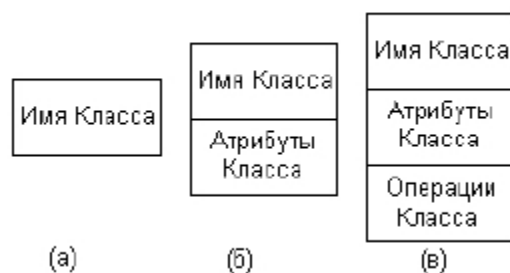 Имя Класса
(а)
Имя Класса
Атрибуты
Класса
(б)
Имя Класса
Атрибуты
Класса
Операции
Класса
(в)